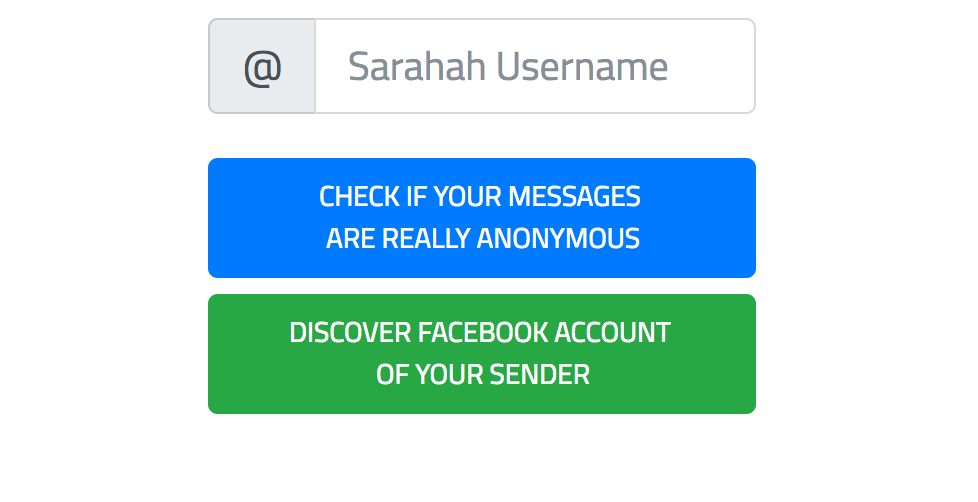 @ Sarahah Username
CHECK IF YOUR MESSAGES
ARE REALLY ANONYMOUS
DISCOVER FACEBOOK ACCOUNT
OF YOUR SENDER